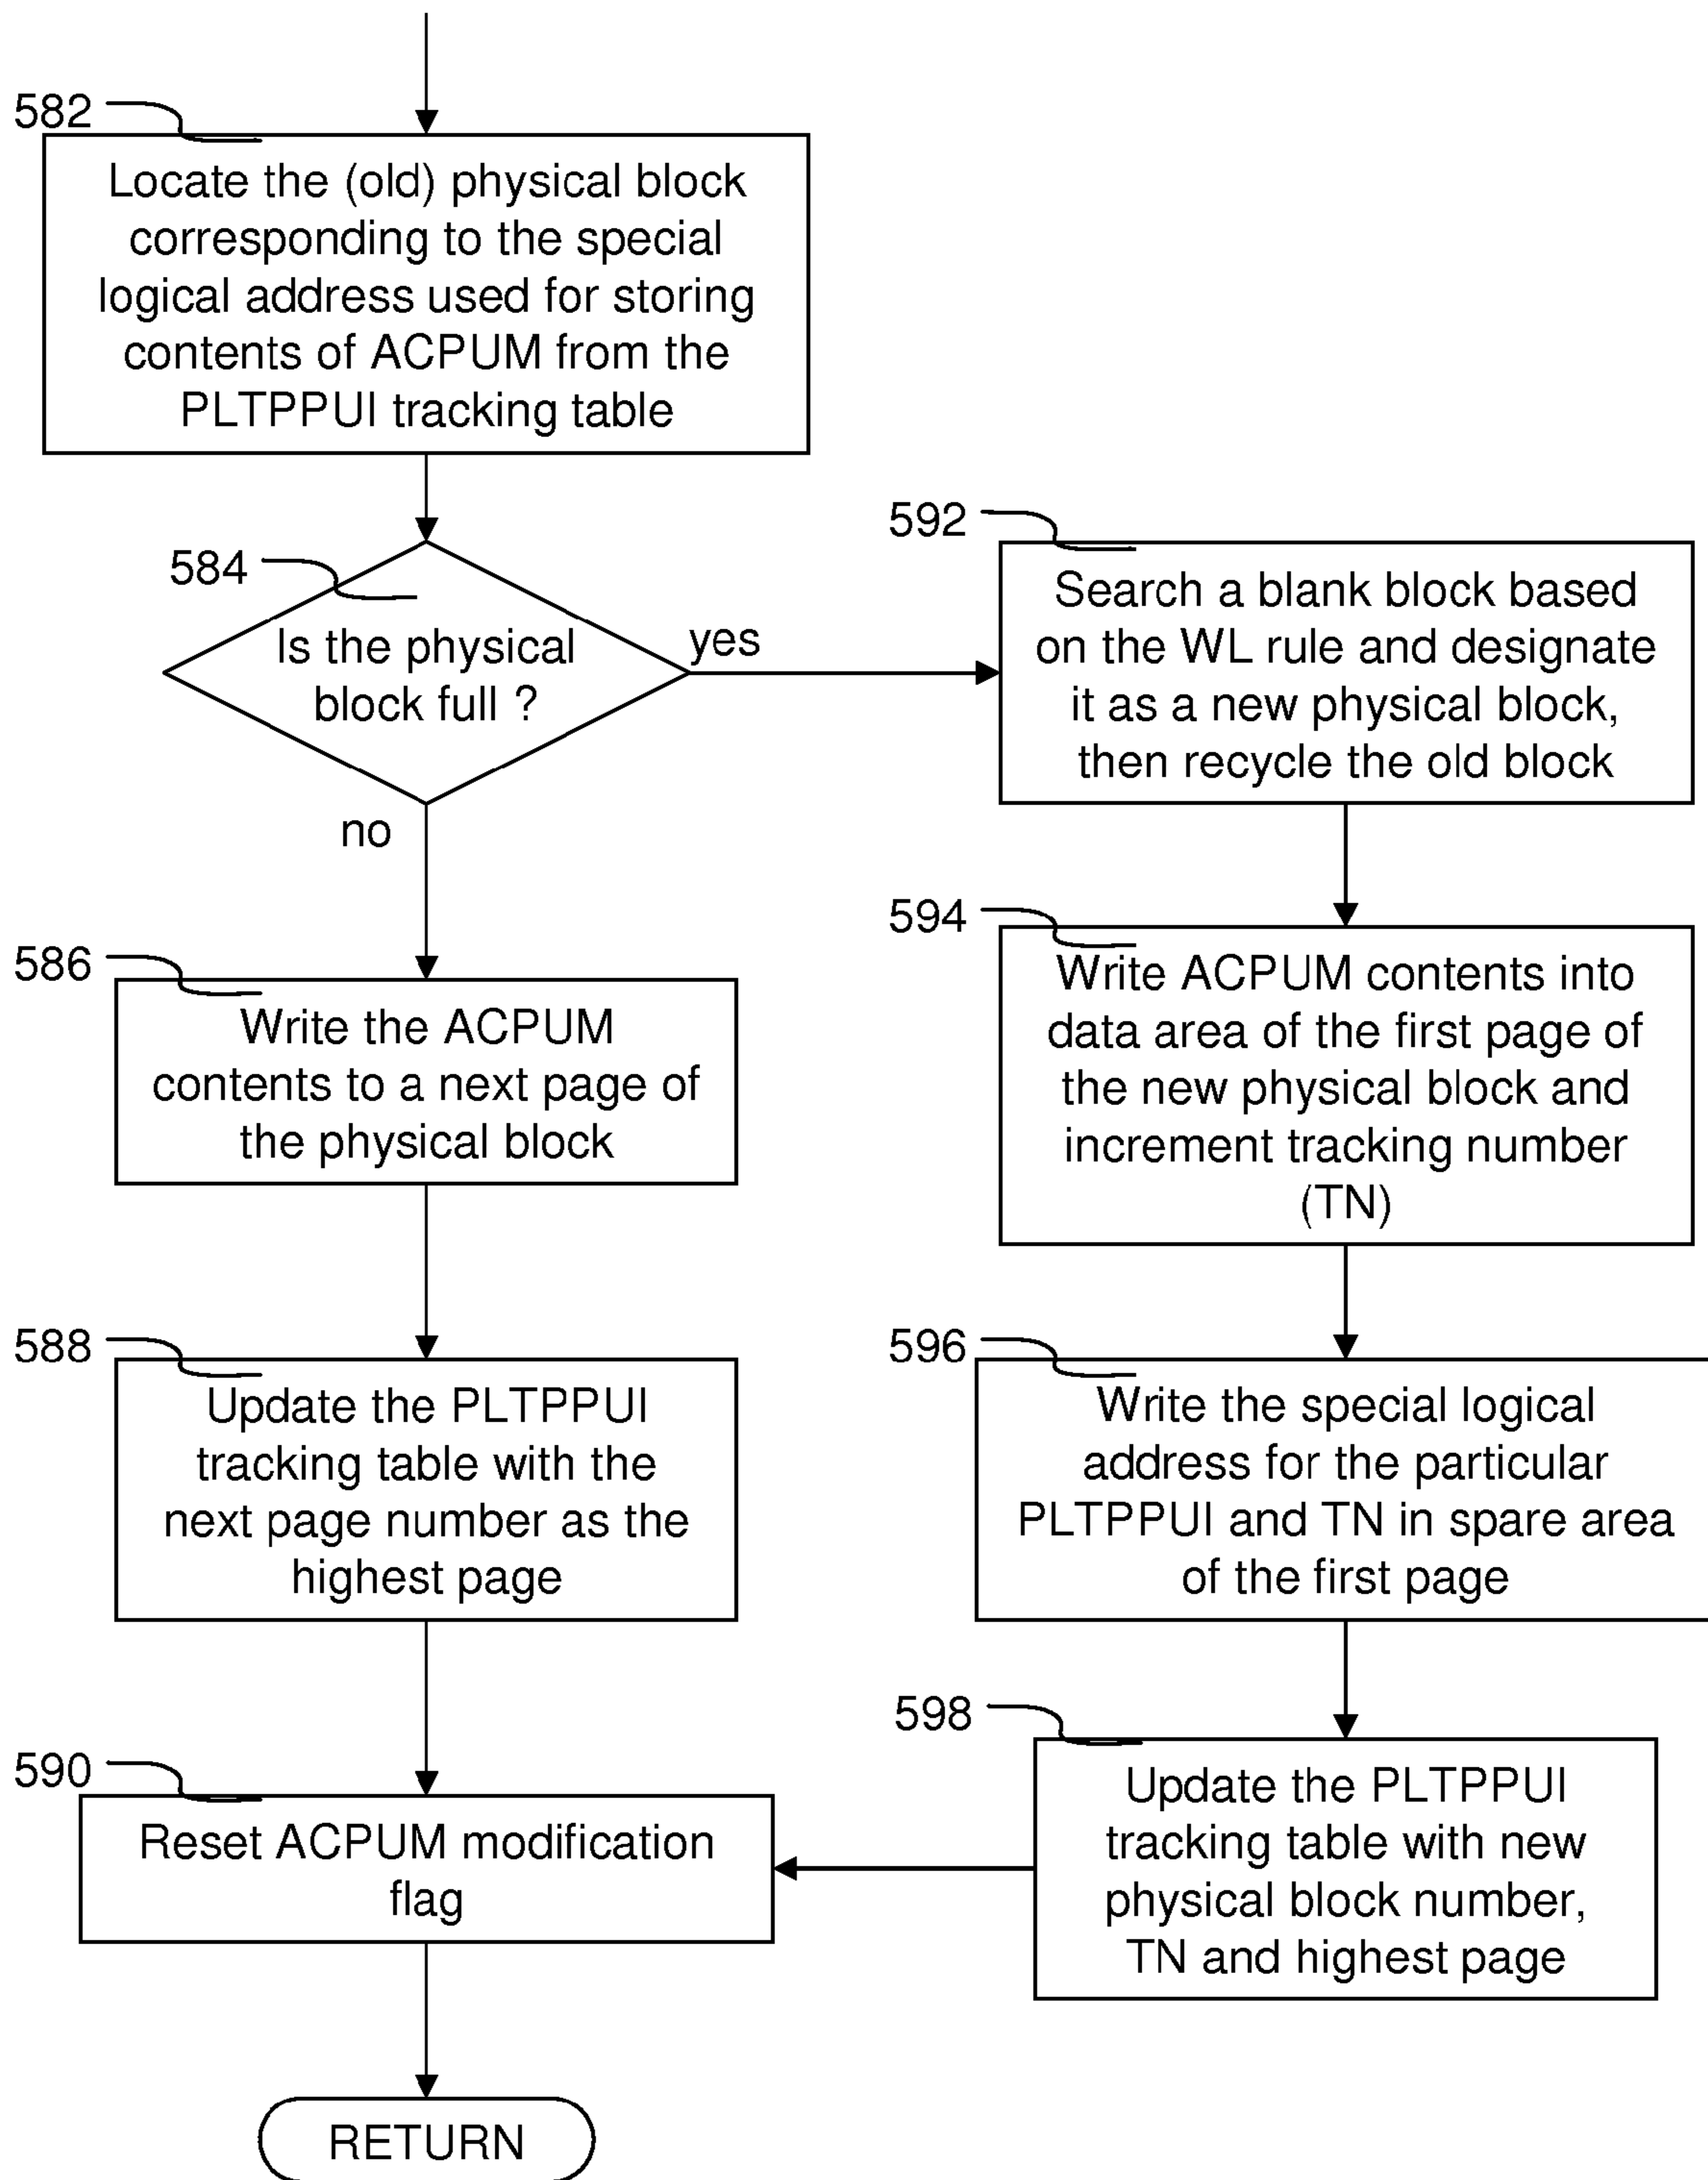 582
Locate the (old) physical block
corresponding to the special
logical address used for storing
contents of ACPUM from the
PLTPPUI tracking table
584
Is the physical
block full ?
yes
no
592
Search a blank block based
on the WL rule and designate
it as a new physical block,
then recycle the old block
586
Write the ACPUM
contents to a next page of
the physical block
594
Write ACPUM contents into
data area of the first page of
the new physical block and
increment tracking number
(TN)
588
Update the PLTPPUI
tracking table with the
next page number as the
highest page
596
Write the special logical
address for the particular
PLTPPUI and TN in spare area
of the first page
590
Reset ACPUM modification
flag
598
Update the PLTPPUI
tracking table with new
physical block number,
TN and highest page
RETURN